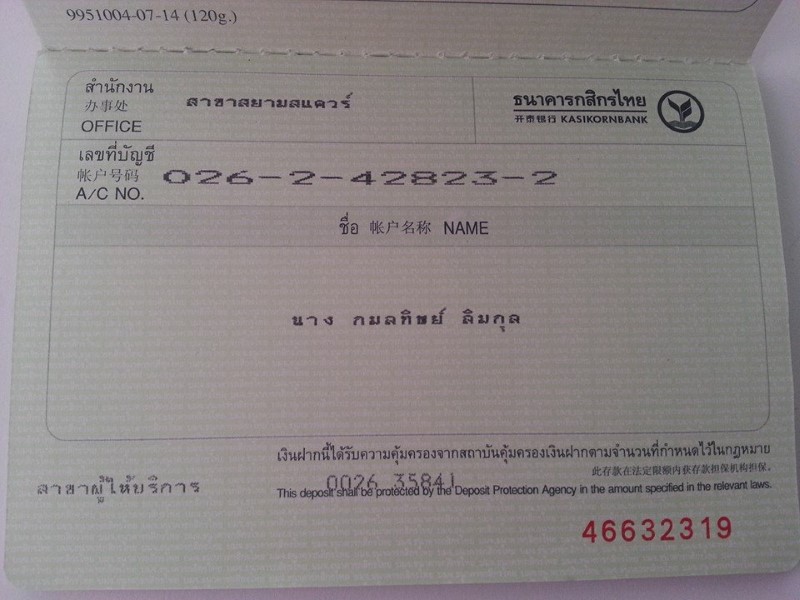 9951004-07-14 (120g.)
สำนักงาน
办事处
OFFICE
สาขาสยามสแควร์
ธนาคารกสิกรไทย
开泰银行 KASIKORNBANK
เลขที่บัญชี
帐户号码
A/C NO.
026-2-42823-2
ชื่อ 帐户名称 NAME
นาง กมลทิพย์ ลิมกุล
เงินฝากนี้ได้รับความคุ้มครองจากสถาบันคุ้มครองเงินฝากตามจำนวนที่กำหนดไว้ในกฎหมาย
此存款在法定限额内获存款担保机构担保。
สาขาผู้ให้บริการ
0026 35841
This deposit shall be protected by the Deposit Protection Agency in the amount specified in the relevant laws.
46632319